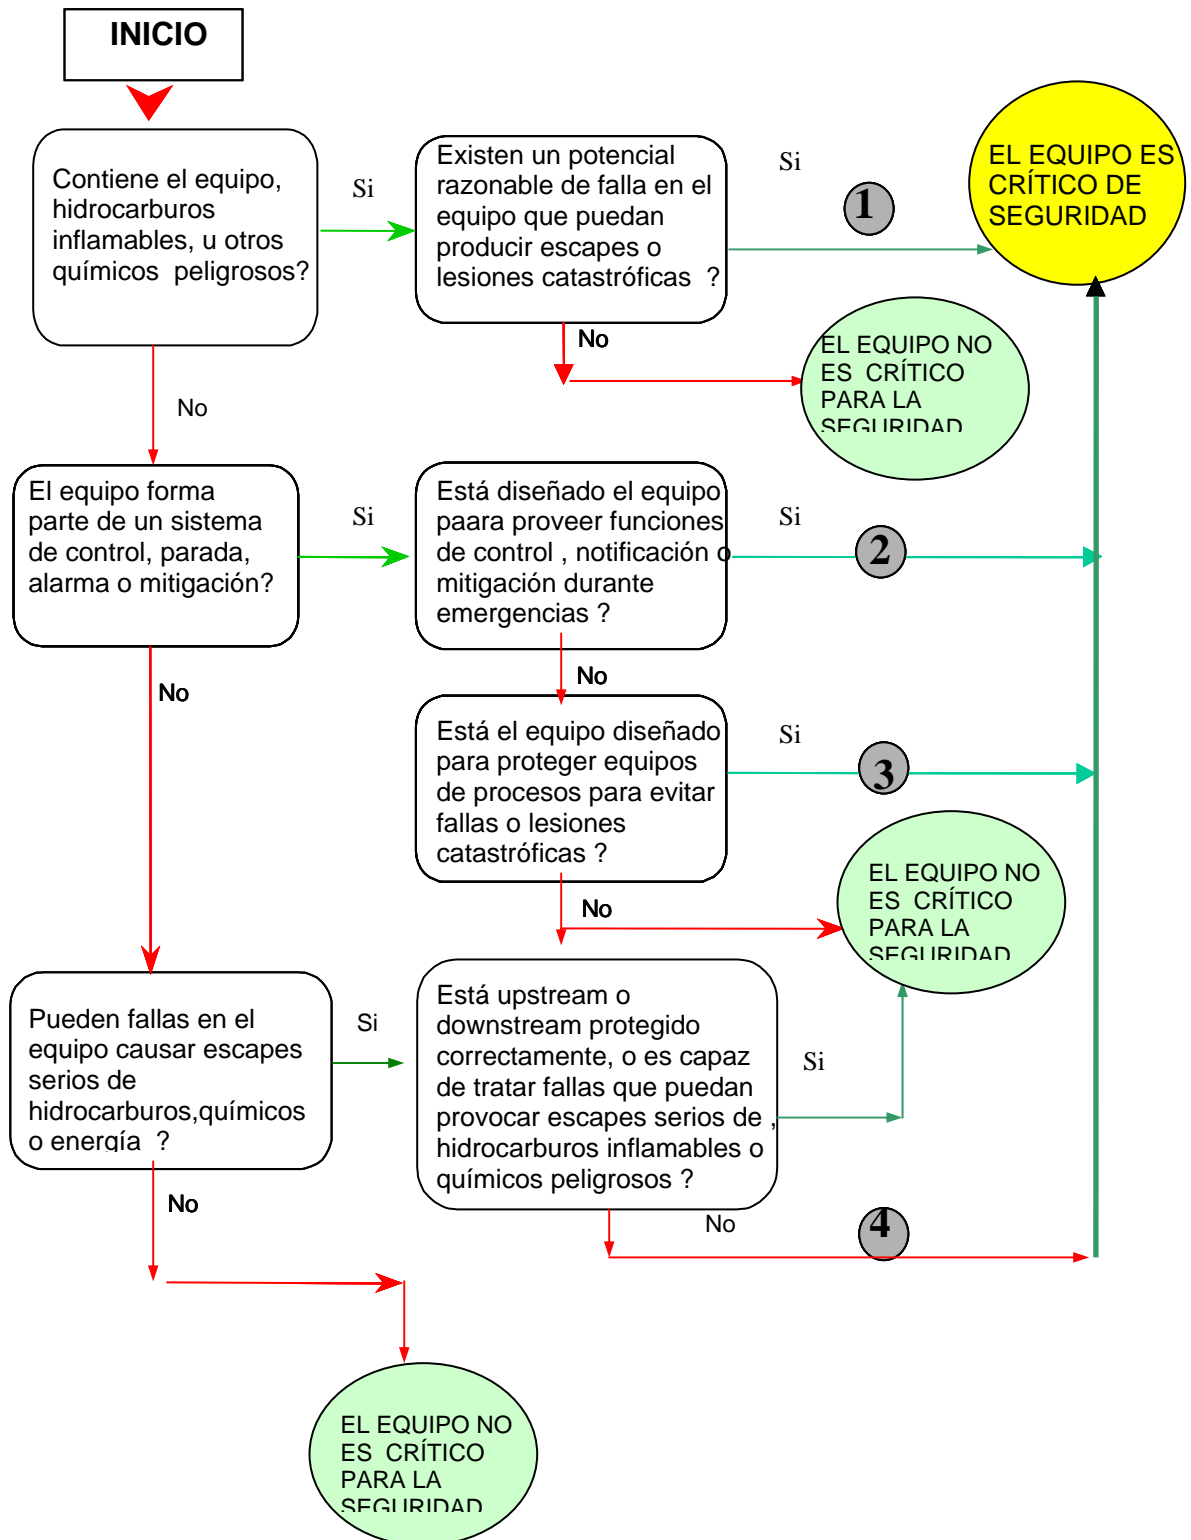 INICIO
Contiene el equipo,
hidrocarburos
inflamables, u otros
químicos peligrosos?
Si
Existen un potencial
razonable de falla en el
equipo que puedan
producir escapes o
lesiones catastróficas ?
Si
1
EL EQUIPO ES
CRÍTICO DE
SEGURIDAD
No
EL EQUIPO NO
ES CRÍTICO
PARA LA
SEGURIDAD
No
El equipo forma
parte de un sistema
de control, parada,
alarma o mitigación?
Si
Está diseñado el equipo
paara proveer funciones
de control , notificación o
mitigación durante
emergencias ?
Si
2
No
No
Está el equipo diseñado
para proteger equipos
de procesos para evitar
fallas o lesiones
catastróficas ?
Si
3
No
EL EQUIPO NO
ES CRÍTICO
PARA LA
SEGURIDAD
Pueden fallas en el
equipo causar escapes
serios de
hidrocarburos,químicos
o energía ?
Si
Está upstream o
downstream protegido
correctamente, o es capaz
de tratar fallas que puedan
provocar escapes serios de ,
hidrocarburos inflamables o
químicos peligrosos ?
Si
No
No
4
EL EQUIPO NO
ES CRÍTICO
PARA LA
SEGURIDAD